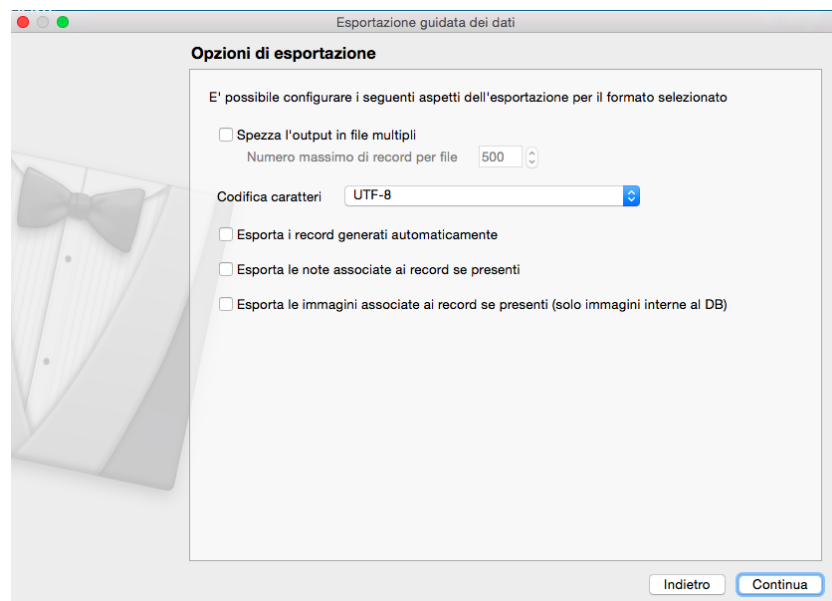 Esportazione guidata dei dati
Opzioni di esportazione
E' possibile configurare i seguenti aspetti dell'esportazione per il formato selezionato
Spezza l'output in file multipli
Numero massimo di record per file 500
Codifica caratteri UTF-8
Esporta i record generati automaticamente
Esporta le note associate ai record se presenti
Esporta le immagini associate ai record se presenti (solo immagini interne al DB)
Indietro Continua